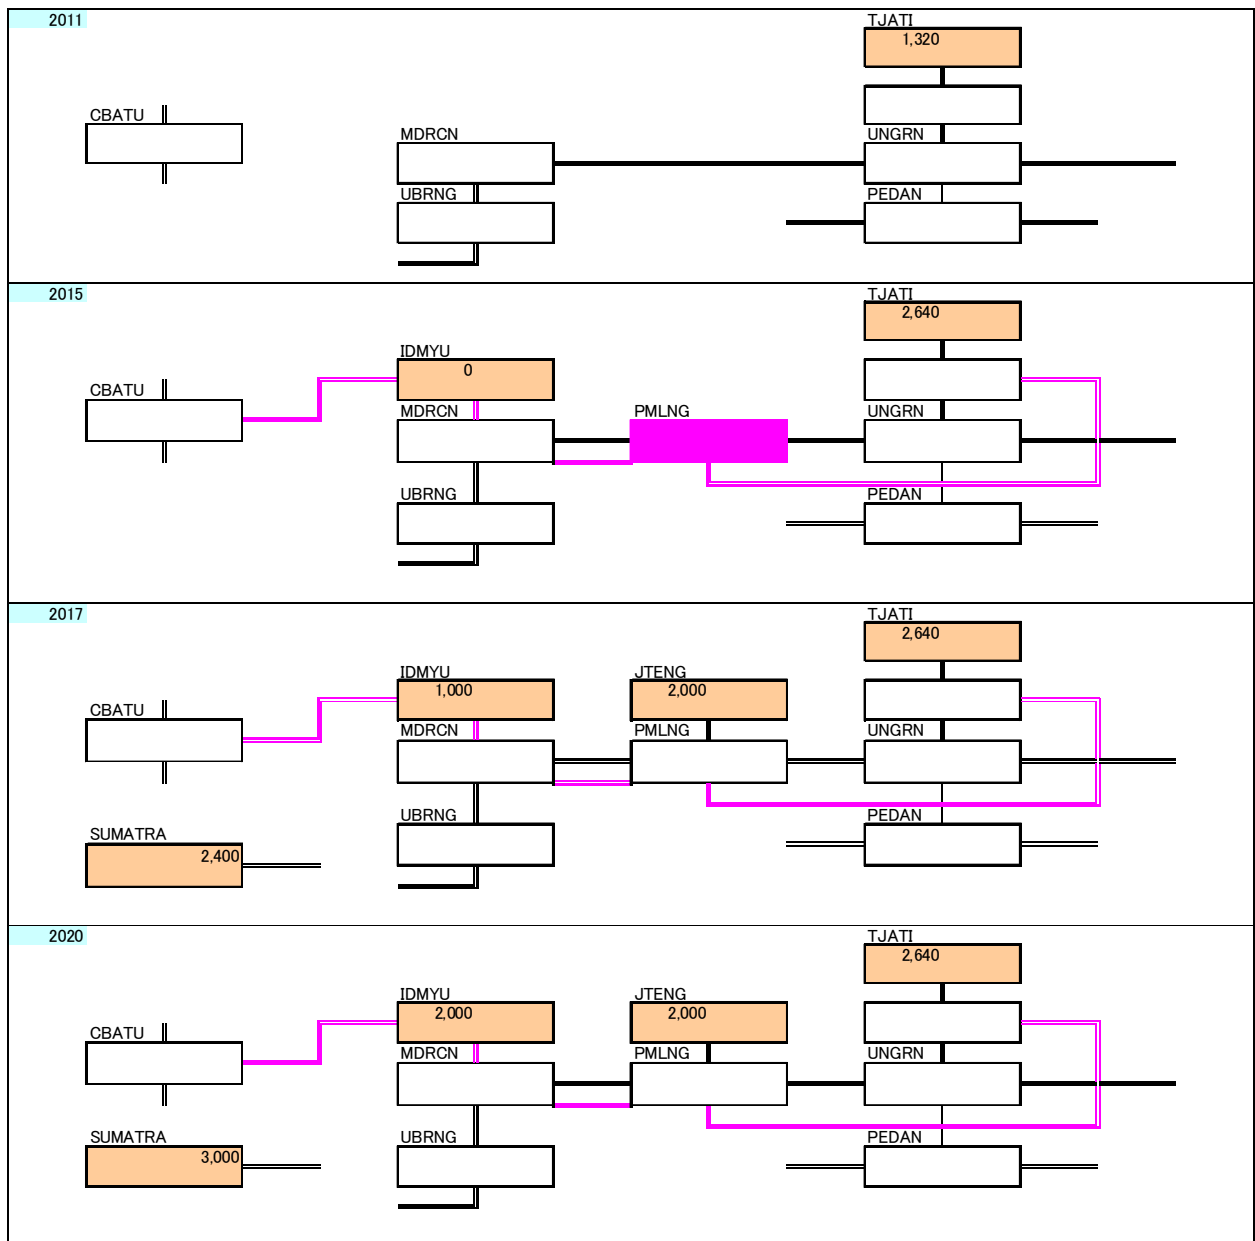 2011
TJATI
1,320
CBATU
MDRCN
UNGRN
UBRNG
PEDAN
2015
TJATI
2,640
IDMYU
0
CBATU
MDRCN
PMLNG
UNGRN
UBRNG
PEDAN
2017
TJATI
2,640
IDMYU
JTENG
1,000
2,000
CBATU
MDRCN
PMLNG
UNGRN
UBRNG
PEDAN
SUMATRA
2,400
2020
TJATI
2,640
IDMYU
JTENG
2,000
2,000
CBATU
MDRCN
PMLNG
UNGRN
SUMATRA
UBRNG
PEDAN
3,000